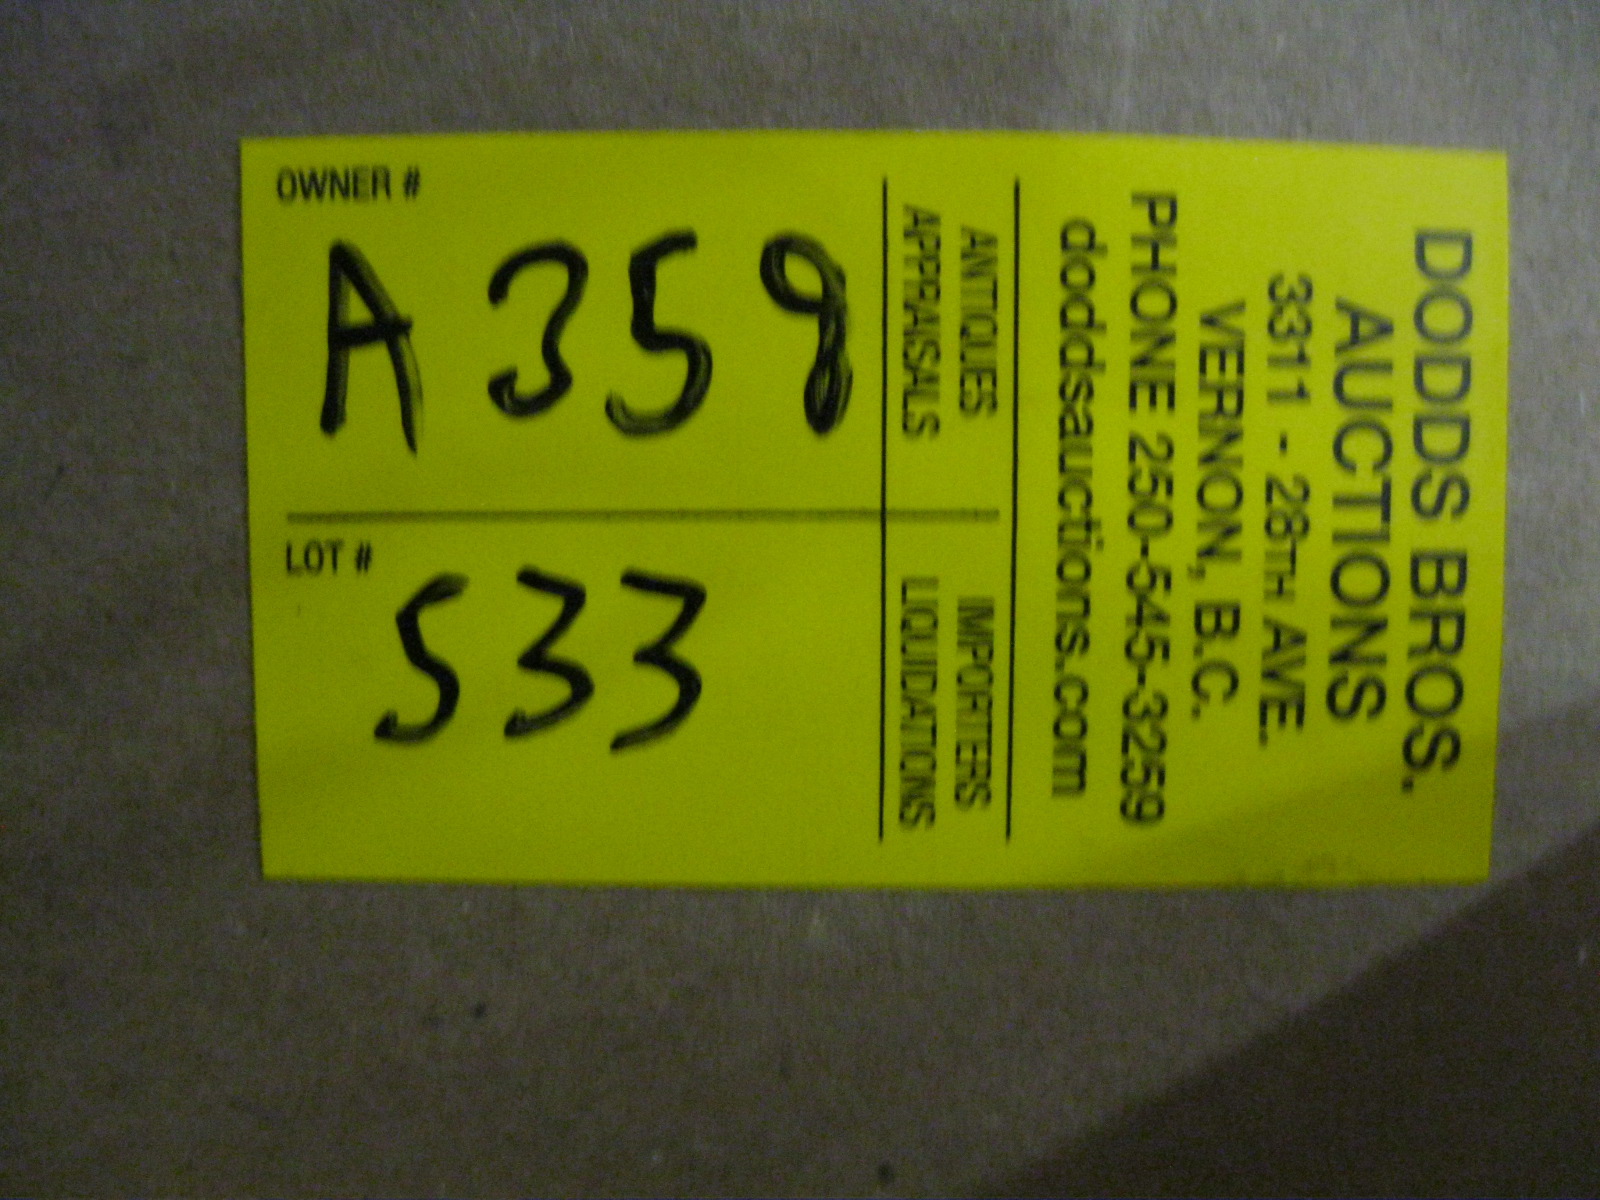 DODDS BROS.
AUCTIONS
3311 - 28TH AVE.
VERNON, B.C.
PHONE 250-545-3259
doddsauctions.com
ANTIQUES
APPRAISALS
IMPORTERS
LIQUIDATIONS
OWNER #
A 358
LOT #
533